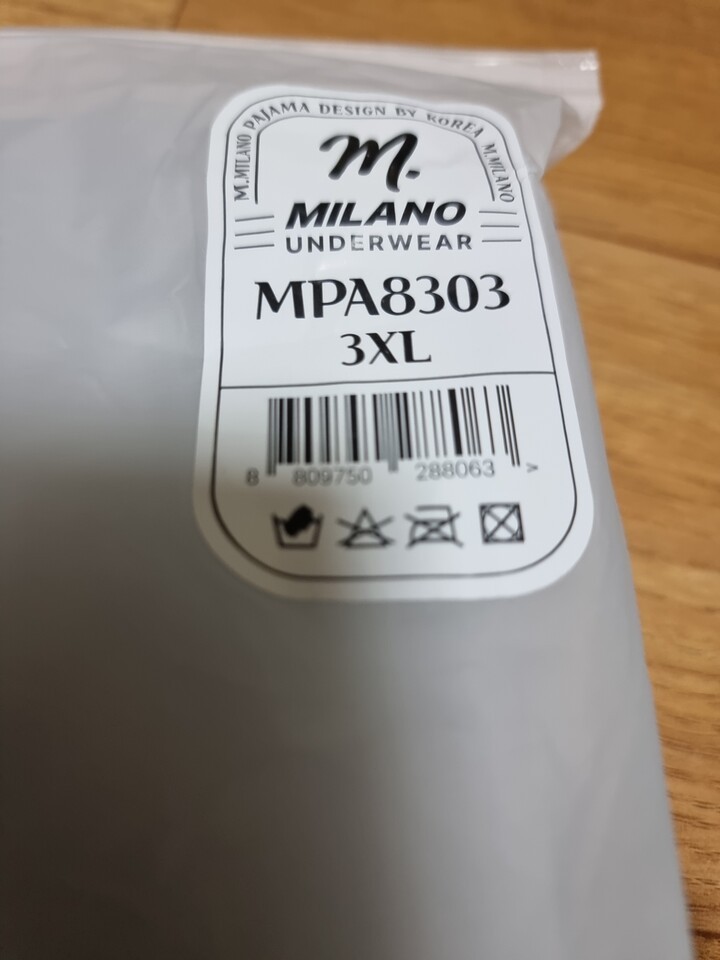 M.MILANO PAJAMA DESIGN BY KOREA M.MILANO
m.
MILANO
UNDERWEAR
MPA8303
3XL
8 809750 288063 >